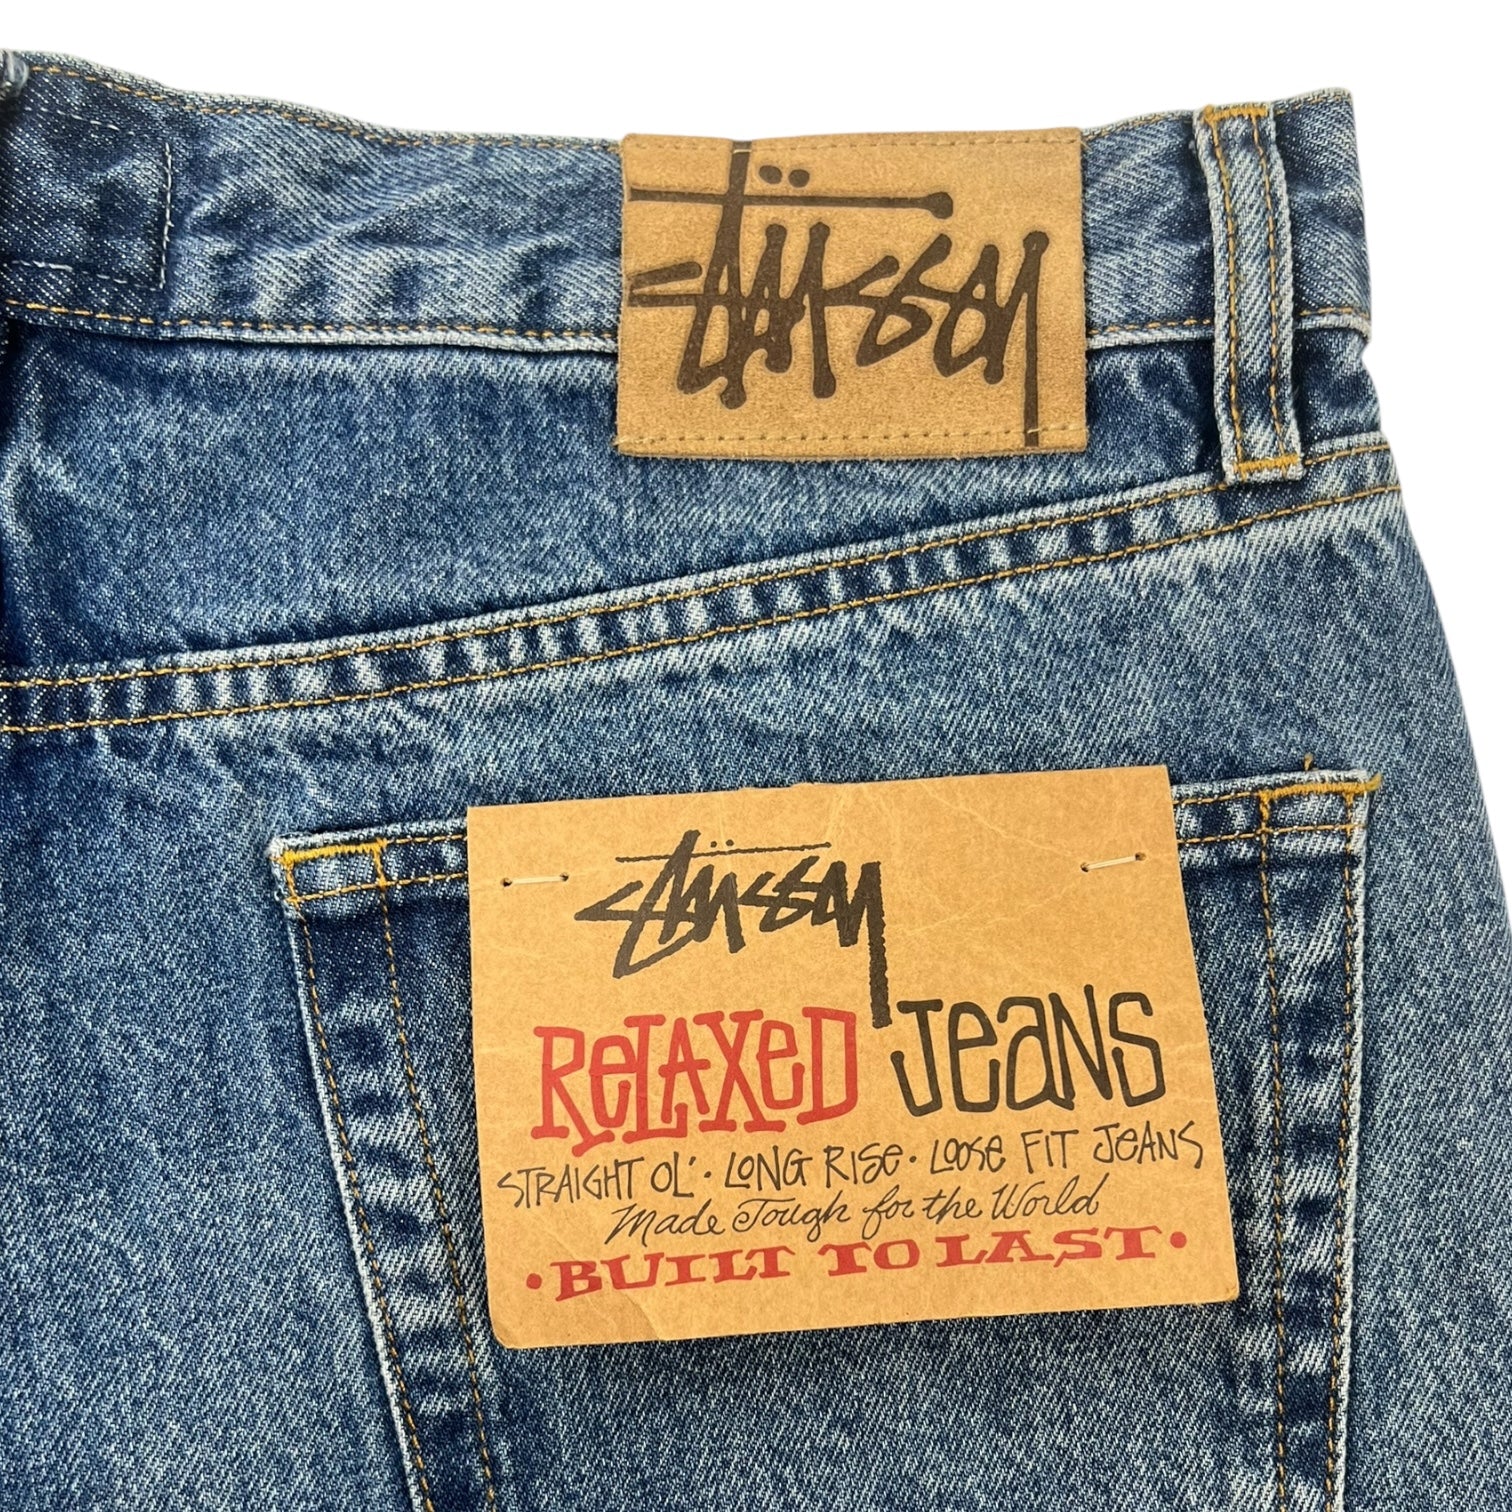 Stüssy
Stüssy
RELAXED JEANS
STRAIGHT OL' · LONG RISE · LOOSE FIT JEANS
Made Tough for the World
· BUILT TO LAST ·